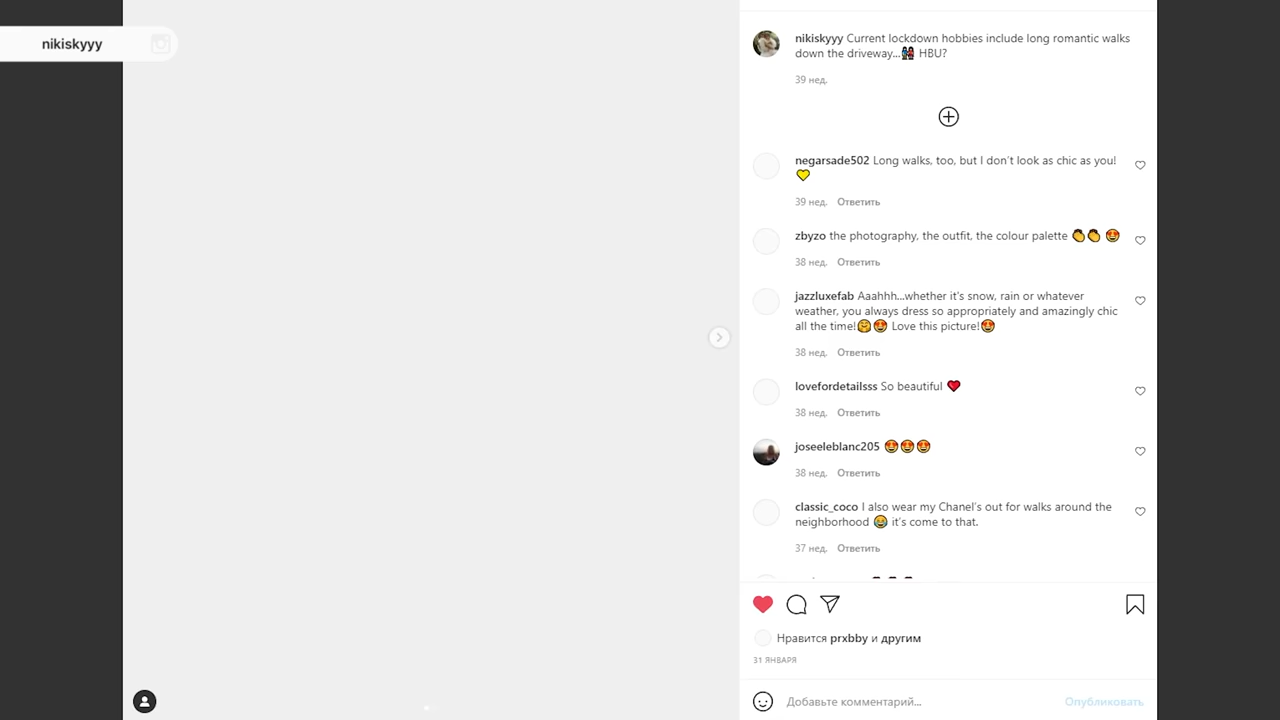 nikiskyyy
nikiskyyy Current lockdown hobbies include long romantic walks
down the driveway...👫 HBU?
39 нед.
negarsade502 Long walks, too, but I don't look as chic as you!
💛
39 нед. Ответить
zbyzo the photography, the outfit, the colour palette 👏👏 😍
38 нед. Ответить
jazzluxefab Aaahhh...whether it's snow, rain or whatever
weather, you always dress so appropriately and amazingly chic
all the time!🤗😍 Love this picture!😍
38 нед. Ответить
lovefordetailsss So beautiful ❤️
38 нед. Ответить
joseeleblanc205 😍😍😍
38 нед. Ответить
classic_coco I also wear my Chanel's out for walks around the
neighborhood 😂 it's come to that.
37 нед. Ответить
Нравится prxbby и другим
31 ЯНВАРЯ
Добавьте комментарий... Опубликовать